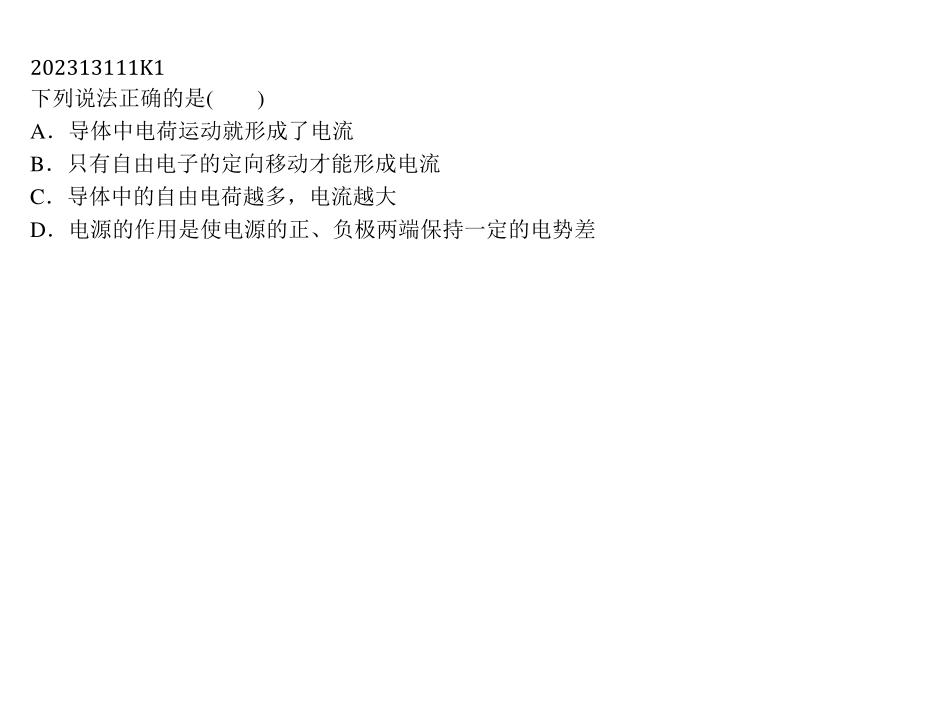 202313111K1
下列说法正确的是(　　)
A．导体中电荷运动就形成了电流
B．只有自由电子的定向移动才能形成电流
C．导体中的自由电荷越多，电流越大
D．电源的作用是使电源的正、负极两端保持一定的电势差